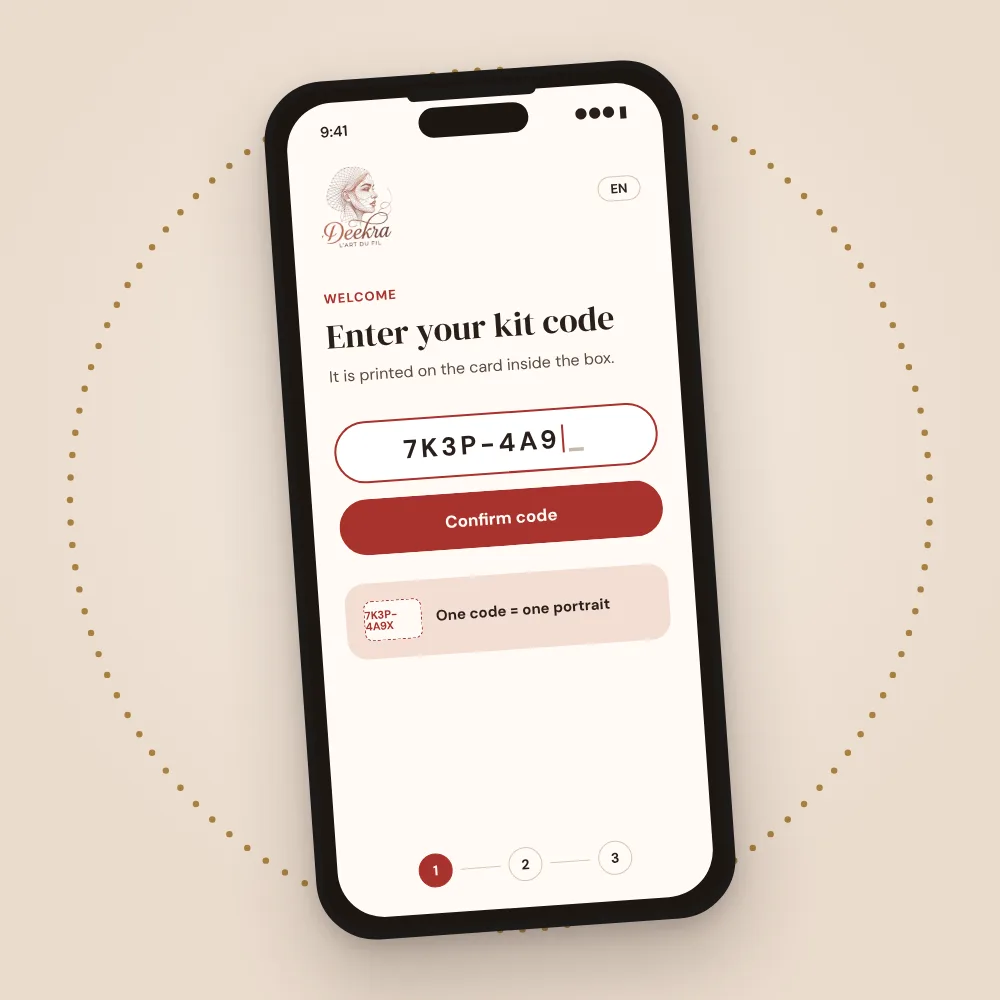 9:41
Deekra
L'ART DU FIL
EN
WELCOME
Enter your kit code
It is printed on the card inside the box.
7K3P-4A9_
Confirm code
7K3P-
4A9X
One code = one portrait
1
2
3